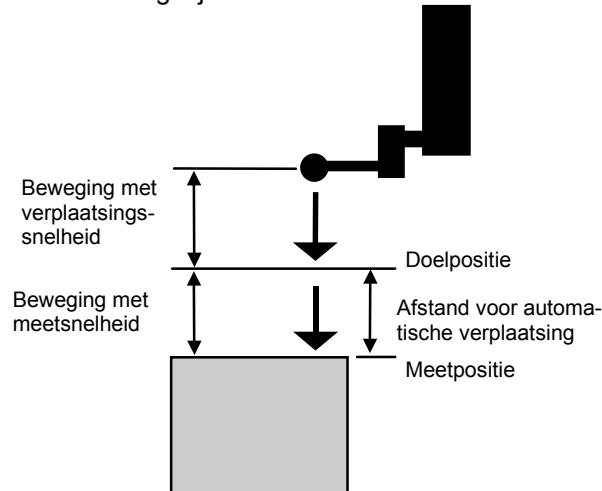 Beweging met
verplaatsings-
snelheid
Doelpositie
Beweging met
meetsnelheid
Afstand voor automa-
tische verplaatsing
Meetpositie